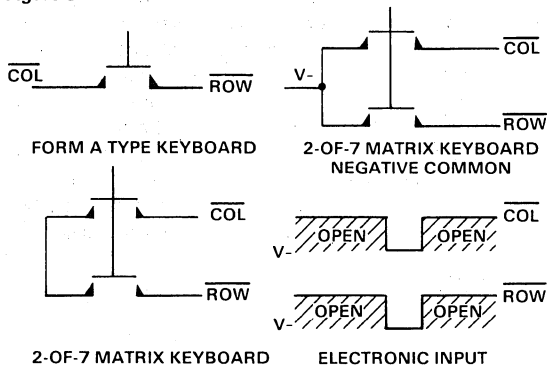 COL
ROW
FORM A TYPE KEYBOARD
V-
COL
ROW
2-OF-7 MATRIX KEYBOARD
NEGATIVE COMMON
COL
ROW
2-OF-7 MATRIX KEYBOARD
COL
OPEN OPEN
V-
ROW
OPEN OPEN
V-
ELECTRONIC INPUT